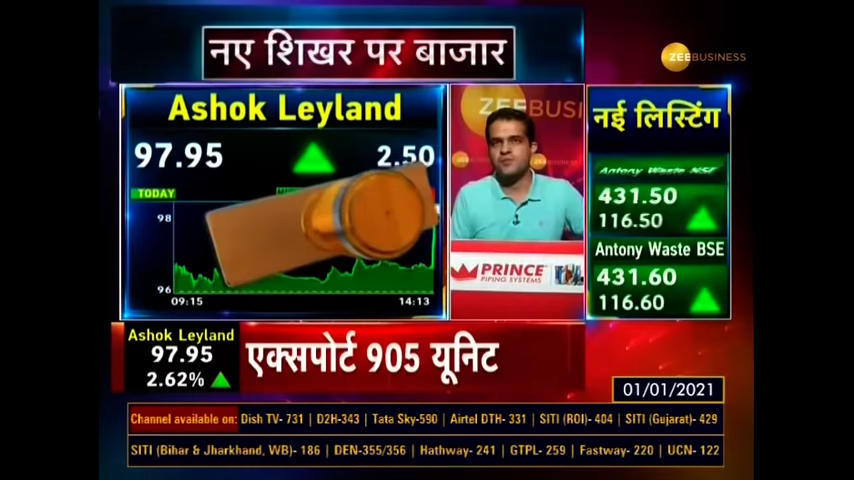 नए शिखर पर बाजार
ZEEBUSINESS
Ashok Leyland
97.95
2.50
TODAY
98
96
09:15
14:13
ZEEBUSI
PRINCE
PIPING SYSTEMS
नई लिस्टिंग
Antony Waste NSE
431.50
116.50
Antony Waste BSE
431.60
116.60
Ashok Leyland
97.95
2.62%
एक्सपोर्ट 905 यूनिट
01/01/2021
Channel available on: Dish TV- 731 | D2H-343 | Tata Sky-590 | Airtel DTH- 331 | SITI (ROI)- 404 | SITI (Gujarat)- 429
SITI (Bihar & Jharkhand, WB)- 186 | DEN-355/356 | Hathway- 241 | GTPL- 259 | Fastway- 220 | UCN- 122